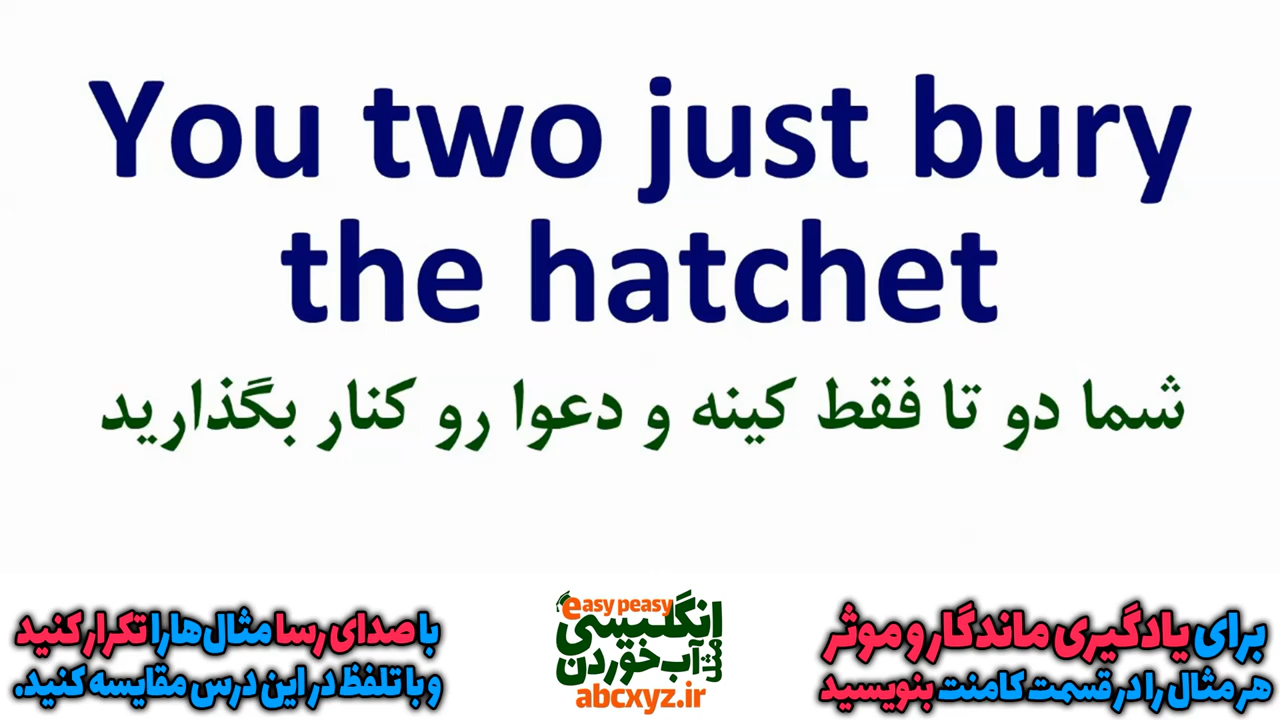 You two just bury
the hatchet
شما دو تا فقط کینه و دعوا رو کنار بگذارید
برای یادگیری ماندگار و موثر
هر مثال را در قسمت کامنت بنویسید
easy peasy
انگلیسی
مثل
آب خوردن
abcxyz.ir
با صدای رسا مثال‌ها را تکرار کنید
و با تلفظ در این درس مقایسه کنید.